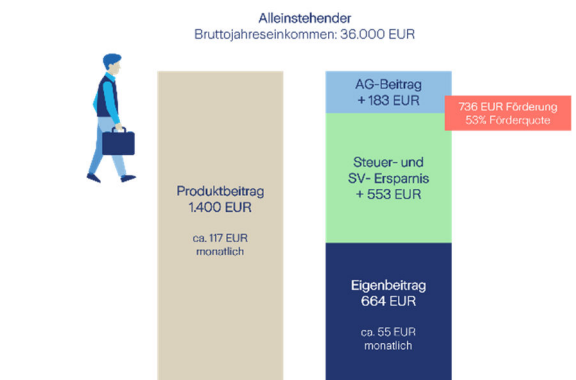 Alleinstehender
Bruttojahreseinkommen: 36.000 EUR
AG-Beitrag
+ 183 EUR
736 EUR Förderung
53% Förderquote
Steuer- und
SV- Ersparnis
+ 553 EUR
Produktbeitrag
1.400 EUR
ca. 117 EUR
monatlich
Eigenbeitrag
664 EUR
ca. 55 EUR
monatlich